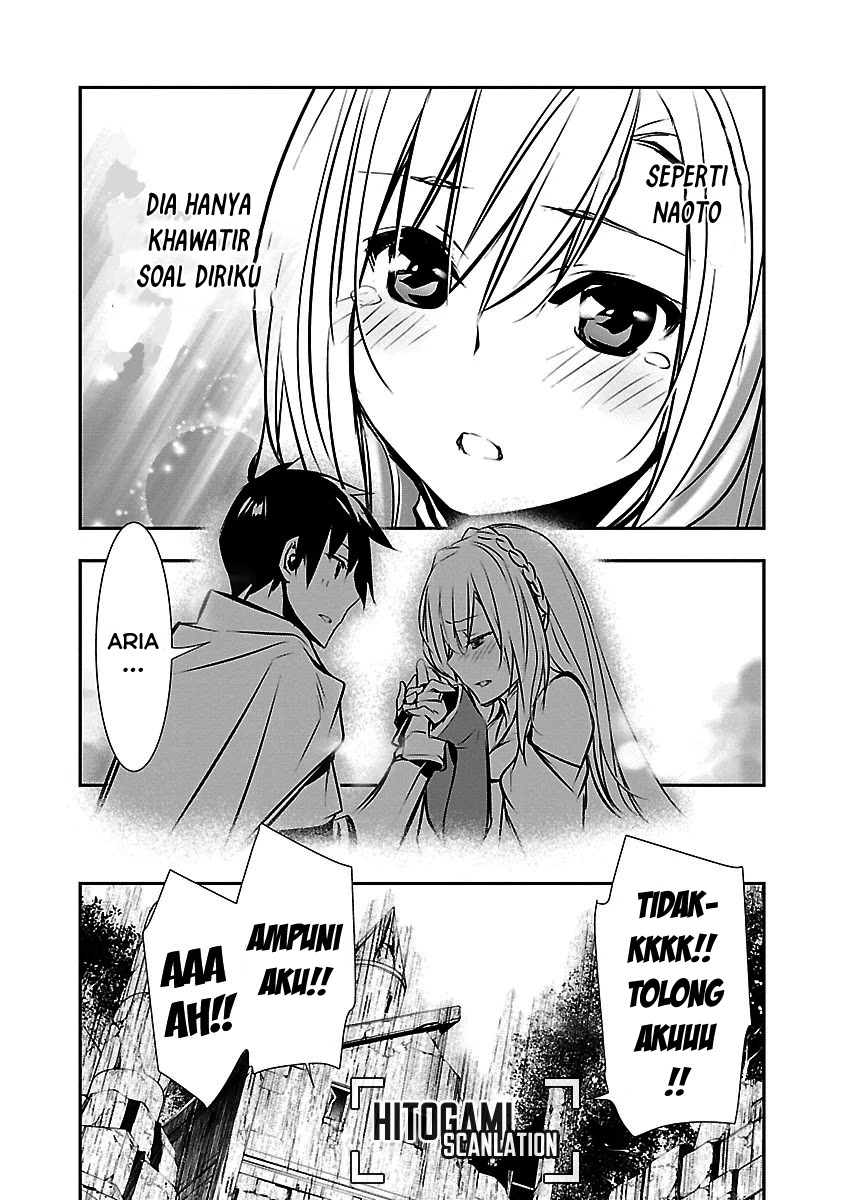 SEPERTI
NAOTO
DIA HANYA
KHAWATIR
SOAL DIRIKU
ARIA
...
TIDAK-
KKKK!!
TOLONG
AKUUU
!!
AMPUNI
AKU!!
AAA
AH!!
HITOGAMI
SCANLATION